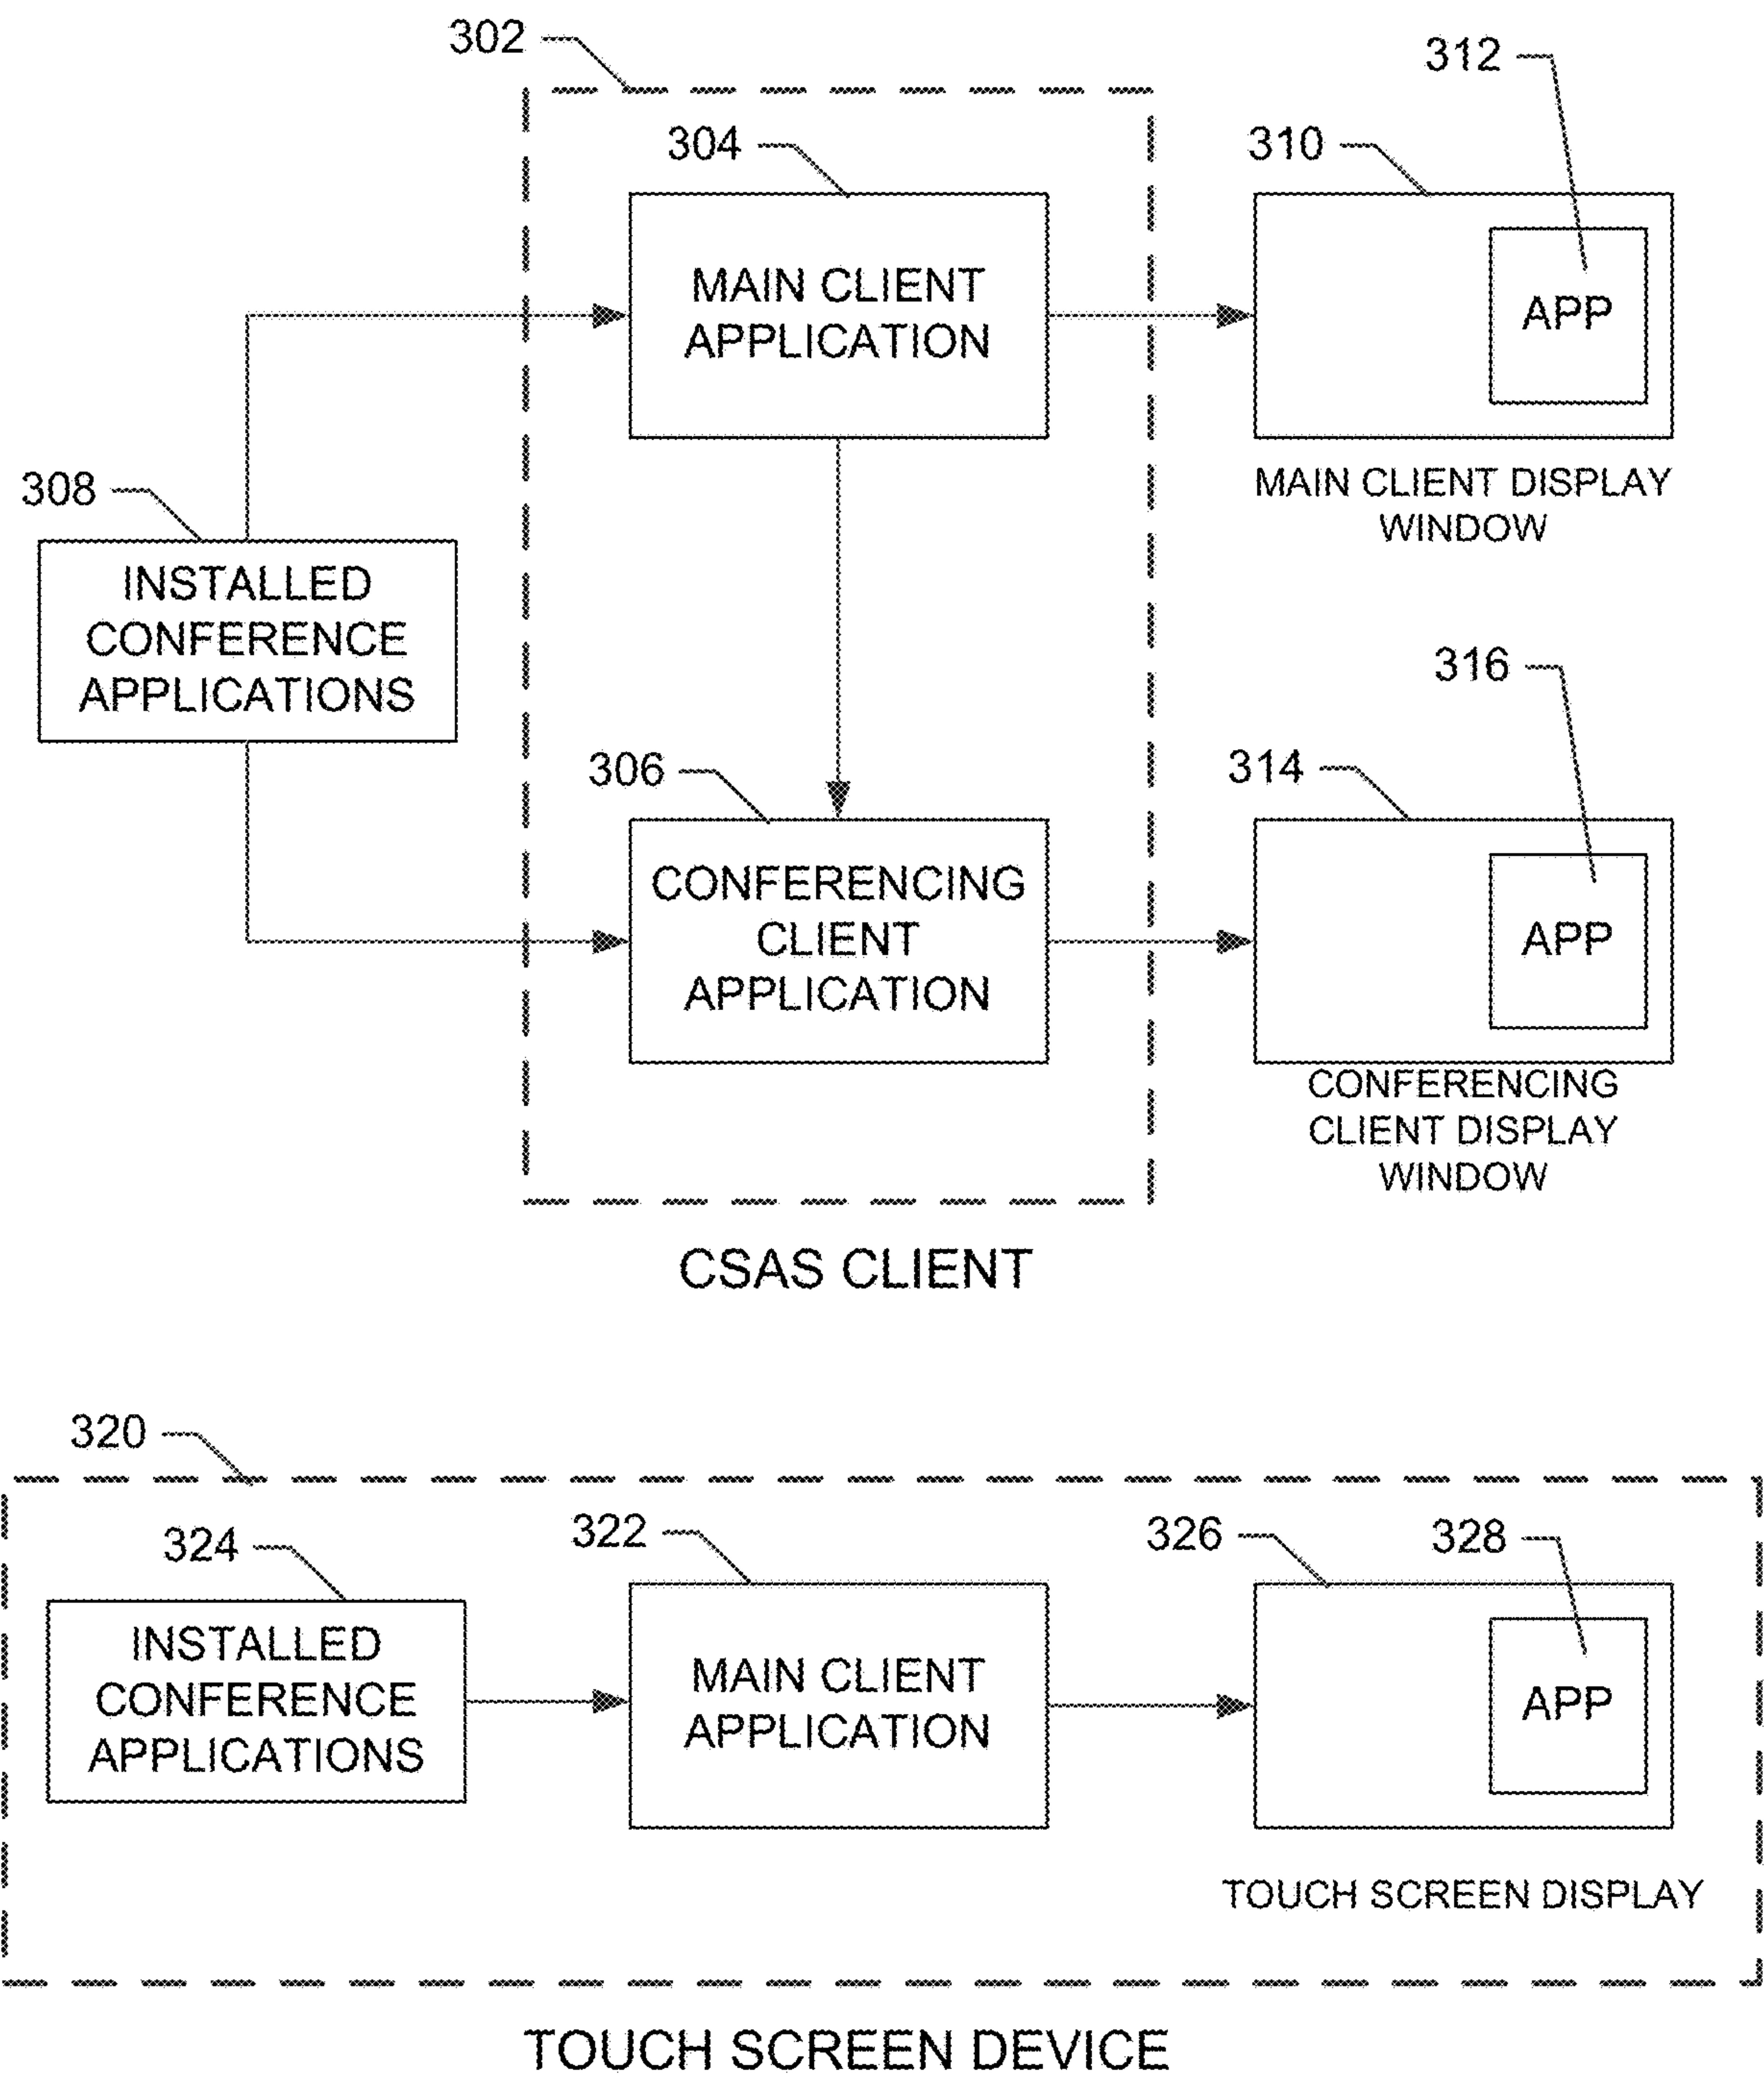 302
312
304
310
MAIN CLIENT
APPLICATION
APP
308
MAIN CLIENT DISPLAY
WINDOW
INSTALLED
CONFERENCE
APPLICATIONS
316
306
314
CONFERENCING
CLIENT
APPLICATION
APP
CONFERENCING
CLIENT DISPLAY
WINDOW
CSAS CLIENT
320
324
322
326
328
INSTALLED
CONFERENCE
APPLICATIONS
MAIN CLIENT
APPLICATION
APP
TOUCH SCREEN DISPLAY
TOUCH SCREEN DEVICE